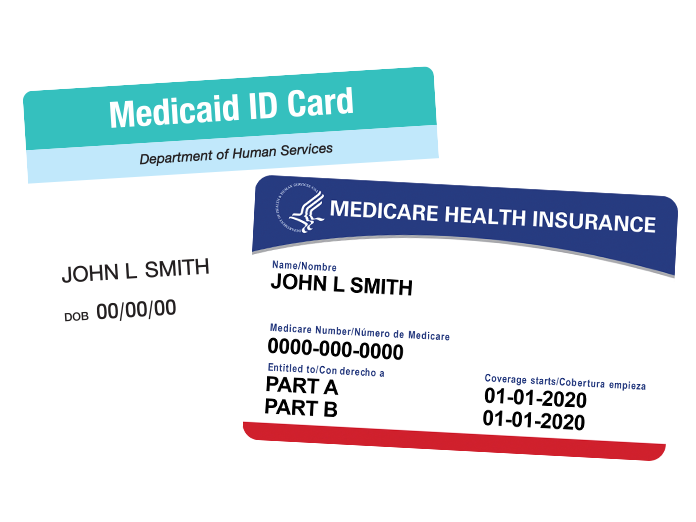 Medicaid ID Card
Department of Human Services
JOHN L SMITH
DOB 00/00/00
MEDICARE HEALTH INSURANCE
Name/Nombre
JOHN L SMITH
Medicare Number/Número de Medicare
0000-000-0000
Entitled to/Con derecho a
PART A
PART B
Coverage starts/Cobertura empieza
01-01-2020
01-01-2020